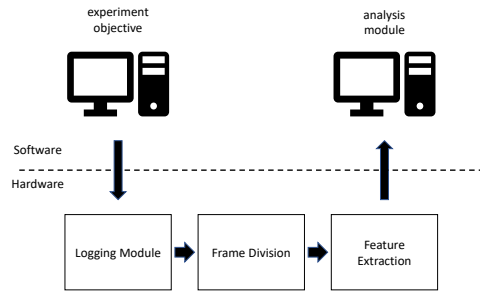 experiment
objective
analysis
module
Software
Hardware
Logging Module
Frame Division
Feature
Extraction